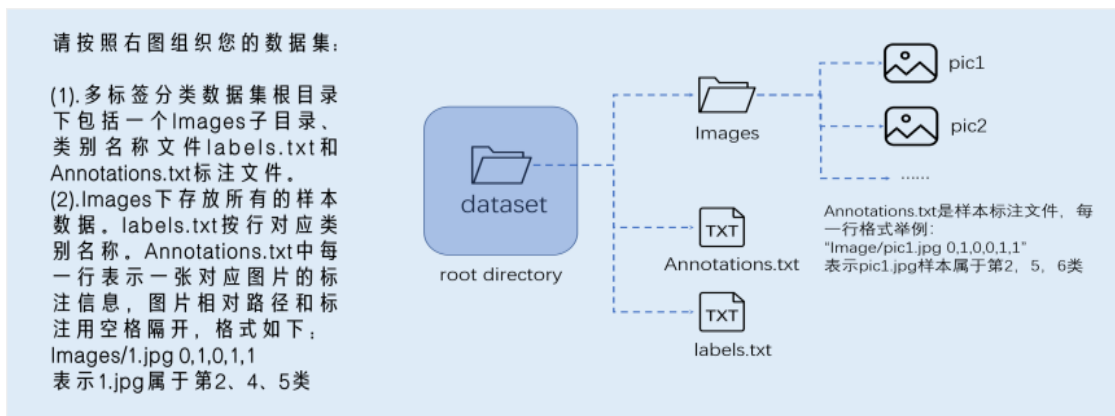 请按照右图组织您的数据集：
(1).多标签分类数据集根目录
下包括一个Images子目录、
类别名称文件labels.txt和
Annotations.txt标注文件。
(2).Images下存放所有的样本
数据。labels.txt按行对应类
别名称。Annotations.txt中每
一行表示一张对应图片的标
注信息，图片相对路径和标
注用空格隔开，格式如下：
Images/1.jpg 0,1,0,1,1
表示1.jpg属于第2、4、5类
dataset
root directory
Images
pic1
pic2
......
TXT
Annotations.txt
TXT
labels.txt
Annotations.txt是样本标注文件，每
一行格式举例：
“Image/pic1.jpg 0,1,0,0,1,1”
表示pic1.jpg样本属于第2，5，6类